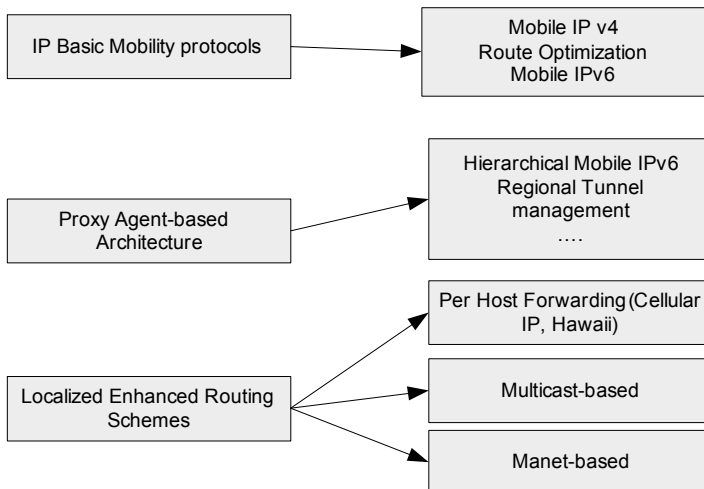 IP Basic Mobility protocols
Mobile IP v4
Route Optimization
Mobile IPv6
Proxy Agent-based
Architecture
Hierarchical Mobile IPv6
Regional Tunnel
management
....
Localized Enhanced Routing
Schemes
Per Host Forwarding (Cellular
IP, Hawaii)
Multicast-based
Manet-based